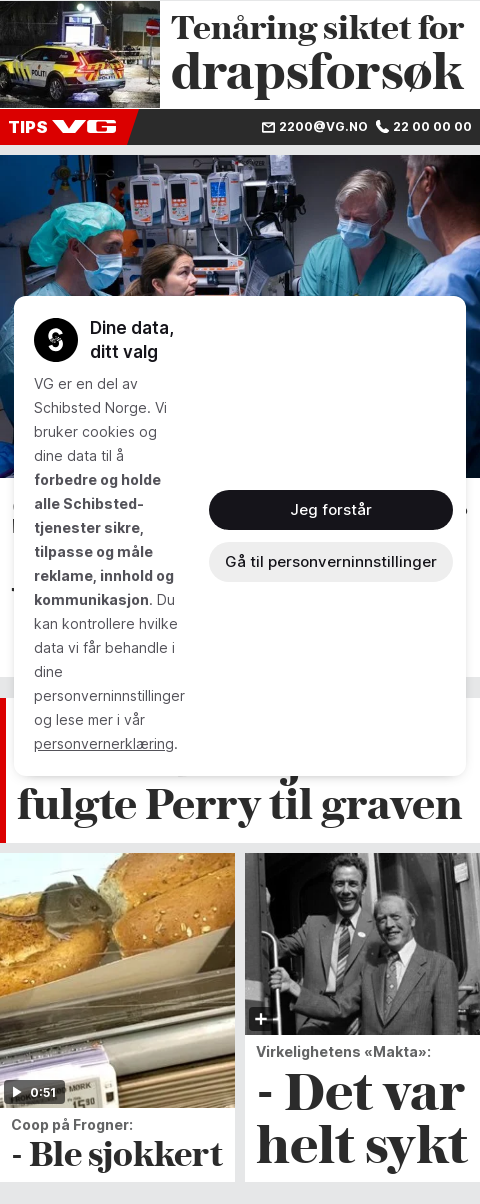 Tenåring siktet for
drapsforsøk
TIPS VG
2200@VG.NO 22 00 00 00
Dine data,
ditt valg
VG er en del av
Schibsted Norge. Vi
bruker cookies og
dine data til å
forbedre og holde
alle Schibsted-
tjenester sikre,
tilpasse og måle
reklame, innhold og
kommunikasjon. Du
kan kontrollere hvilke
data vi får behandle i
dine
personverninnstillinger
og lese mer i vår
personvernerklæring.
Jeg forstår
Gå til personverninnstillinger
fulgte Perry til graven
0:51
Coop på Frogner:
- Ble sjokkert
Virkelighetens «Makta»:
- Det var
helt sykt